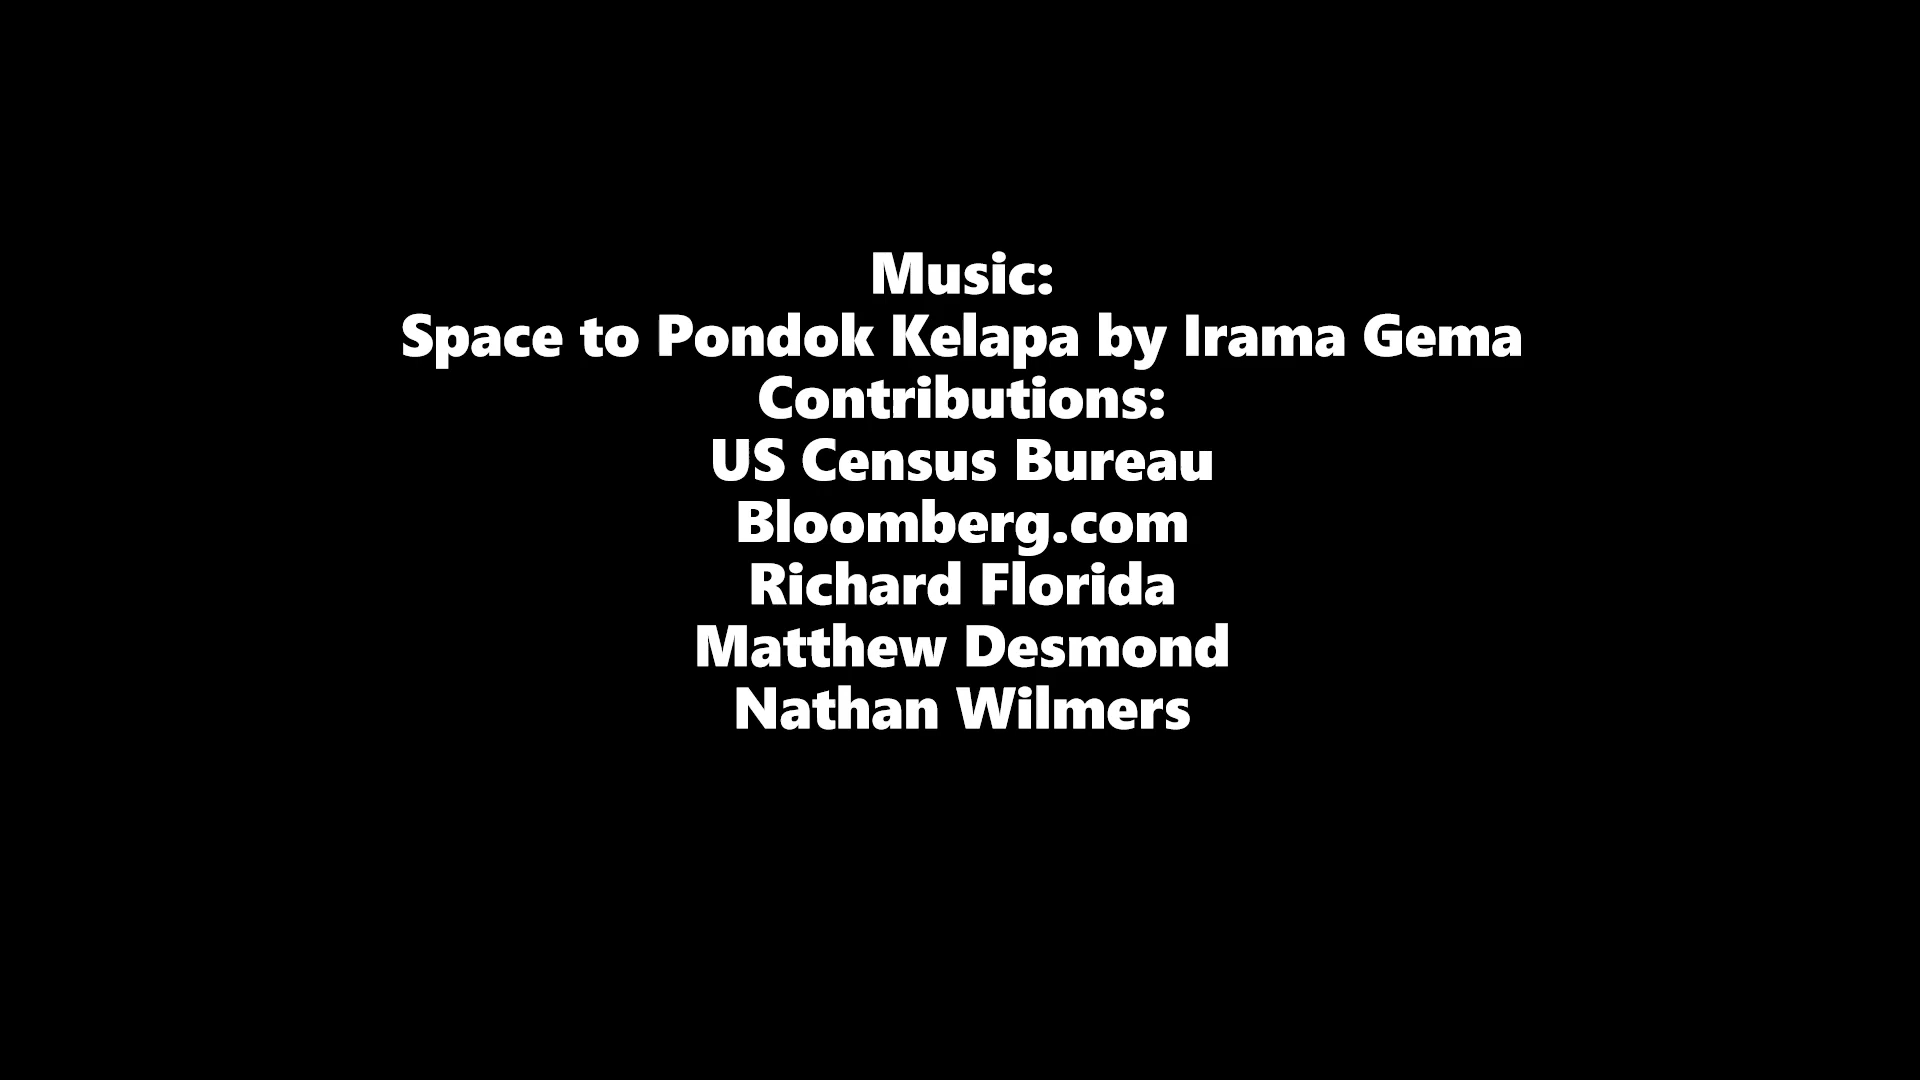 Music:
Space to Pondok Kelapa by Irama Gema
Contributions:
US Census Bureau
Bloomberg.com
Richard Florida
Matthew Desmond
Nathan Wilmers